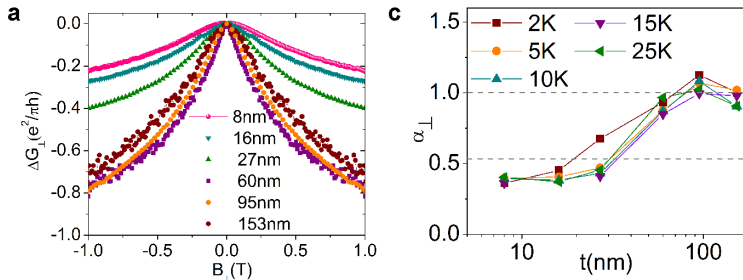 a
0.0
-0.2
-0.4
-0.6
-0.8
-1.0
ΔG⊥(e²/πh)
8nm
16nm
27nm
60nm
95nm
153nm
-1.0 -0.5 0.0 0.5 1.0
B⊥(T)
c
2K 15K
5K 25K
10K
1.5
1.0
0.5
0.0
α⊥
10 100
t(nm)